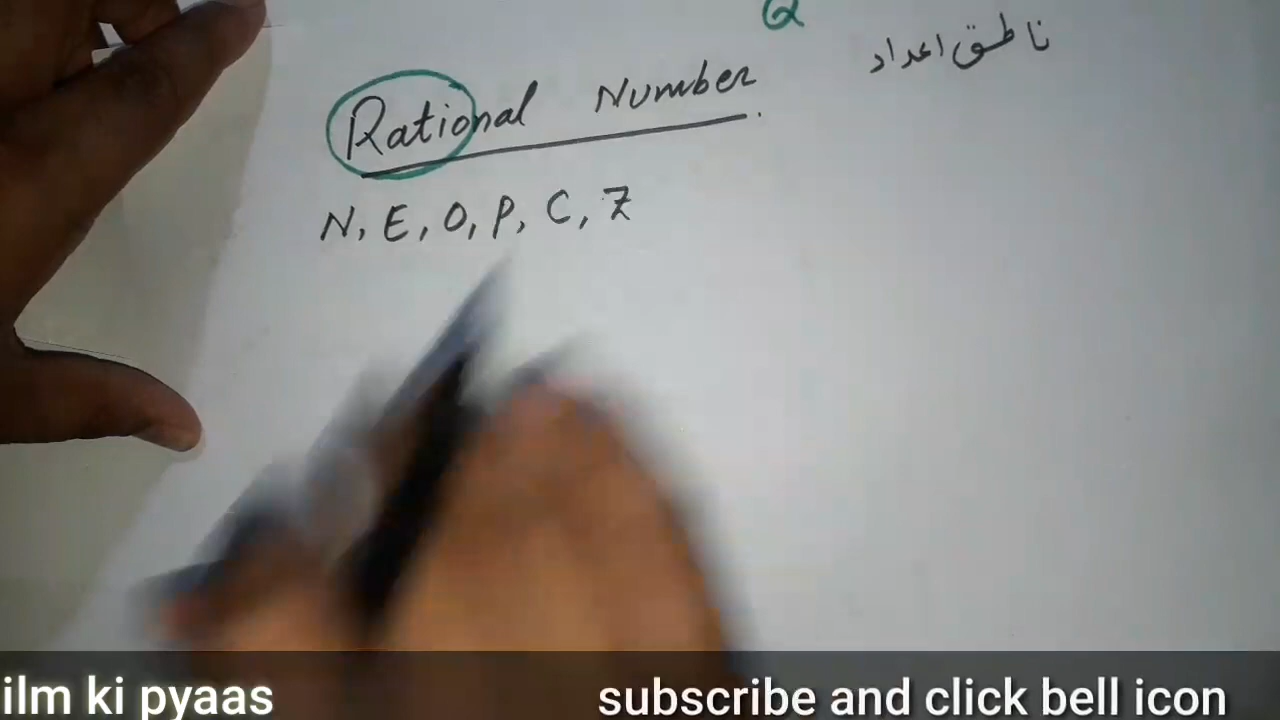 Q
ناطق اعداد
Rational Number.
N, E, O, P, C, Z
ilm ki pyaas
subscribe and click bell icon